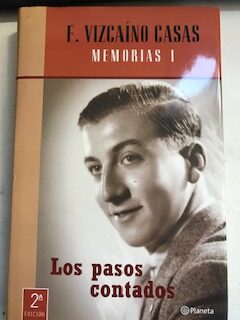 F. VIZCAÍNO CASAS
MEMORIAS I
Los pasos
contados
2ª
EDICIÓN
Planeta